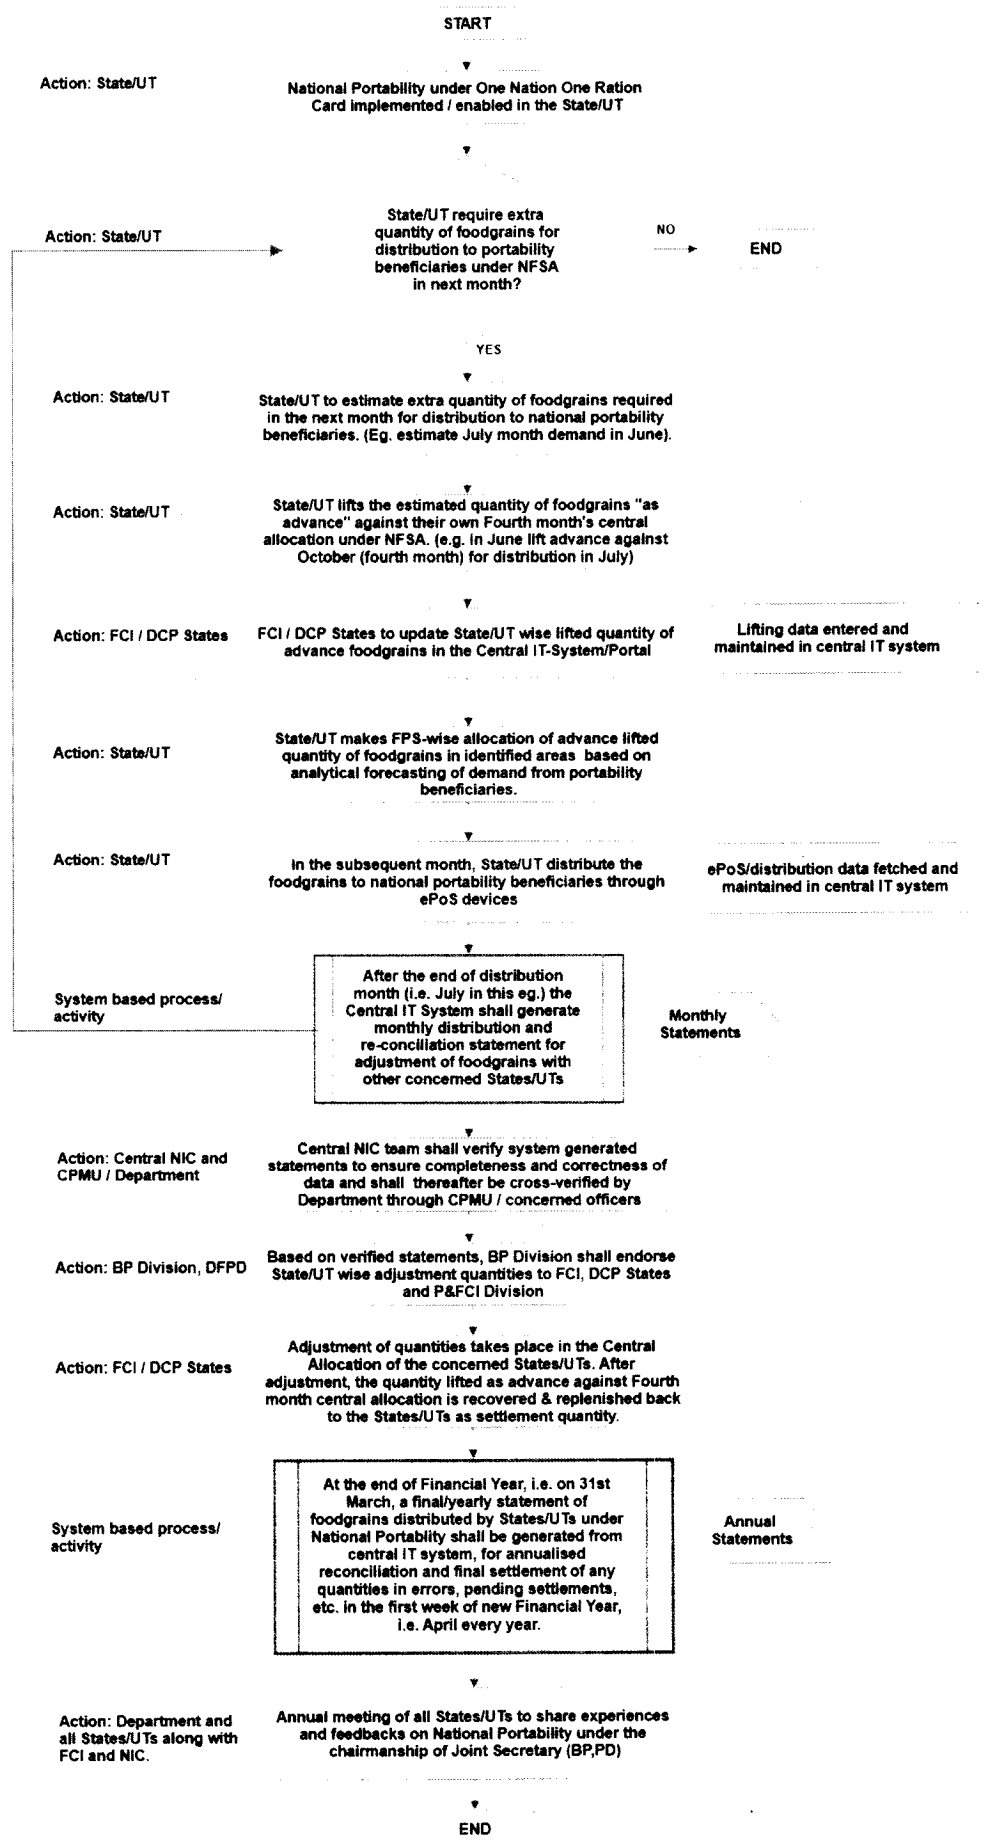 START
Action: State/UT
National Portability under One Nation One Ration
Card implemented / enabled in the State/UT
Action: State/UT
State/UT require extra
quantity of foodgrains for
distribution to portability
beneficiaries under NFSA
in next month?
NO
END
YES
Action: State/UT
State/UT to estimate extra quantity of foodgrains required
in the next month for distribution to national portability
beneficiaries. (Eg. estimate July month demand in June).
Action: State/UT
State/UT lifts the estimated quantity of foodgrains "as
advance" against their own Fourth month's central
allocation under NFSA. (e.g. in June lift advance against
October (fourth month) for distribution in July)
Action: FCI / DCP States
FCI / DCP States to update State/UT wise lifted quantity of
advance foodgrains in the Central IT-System/Portal
Lifting data entered and
maintained in central IT system
Action: State/UT
State/UT makes FPS-wise allocation of advance lifted
quantity of foodgrains in identified areas based on
analytical forecasting of demand from portability
beneficiaries.
Action: State/UT
In the subsequent month, State/UT distribute the
foodgrains to national portability beneficiaries through
ePoS devices
ePoS/distribution data fetched and
maintained in central IT system
System based process/
activity
After the end of distribution
month (i.e. July in this eg.) the
Central IT System shall generate
monthly distribution and
re-conciliation statement for
adjustment of foodgrains with
other concerned States/UTs
Monthly
Statements
Action: Central NIC and
CPMU / Department
Central NIC team shall verify system generated
statements to ensure completeness and correctness of
data and shall thereafter be cross-verified by
Department through CPMU / concerned officers
Action: BP Division, DFPD
Based on verified statements, BP Division shall endorse
State/UT wise adjustment quantities to FCI, DCP States
and P&FCI Division
Action: FCI / DCP States
Adjustment of quantities takes place in the Central
Allocation of the concerned States/UTs. After
adjustment, the quantity lifted as advance against Fourth
month central allocation is recovered & replenished back
to the States/UTs as settlement quantity.
System based process/
activity
At the end of Financial Year, i.e. on 31st
March, a final/yearly statement of
foodgrains distributed by States/UTs under
National Portablity shall be generated from
central IT system, for annualised
reconciliation and final settlement of any
quantities in errors, pending settlements,
etc. in the first week of new Financial Year,
i.e. April every year.
Annual
Statements
Action: Department and
all States/UTs along with
FCI and NIC.
Annual meeting of all States/UTs to share experiences
and feedbacks on National Portability under the
chairmanship of Joint Secretary (BP,PD)
END